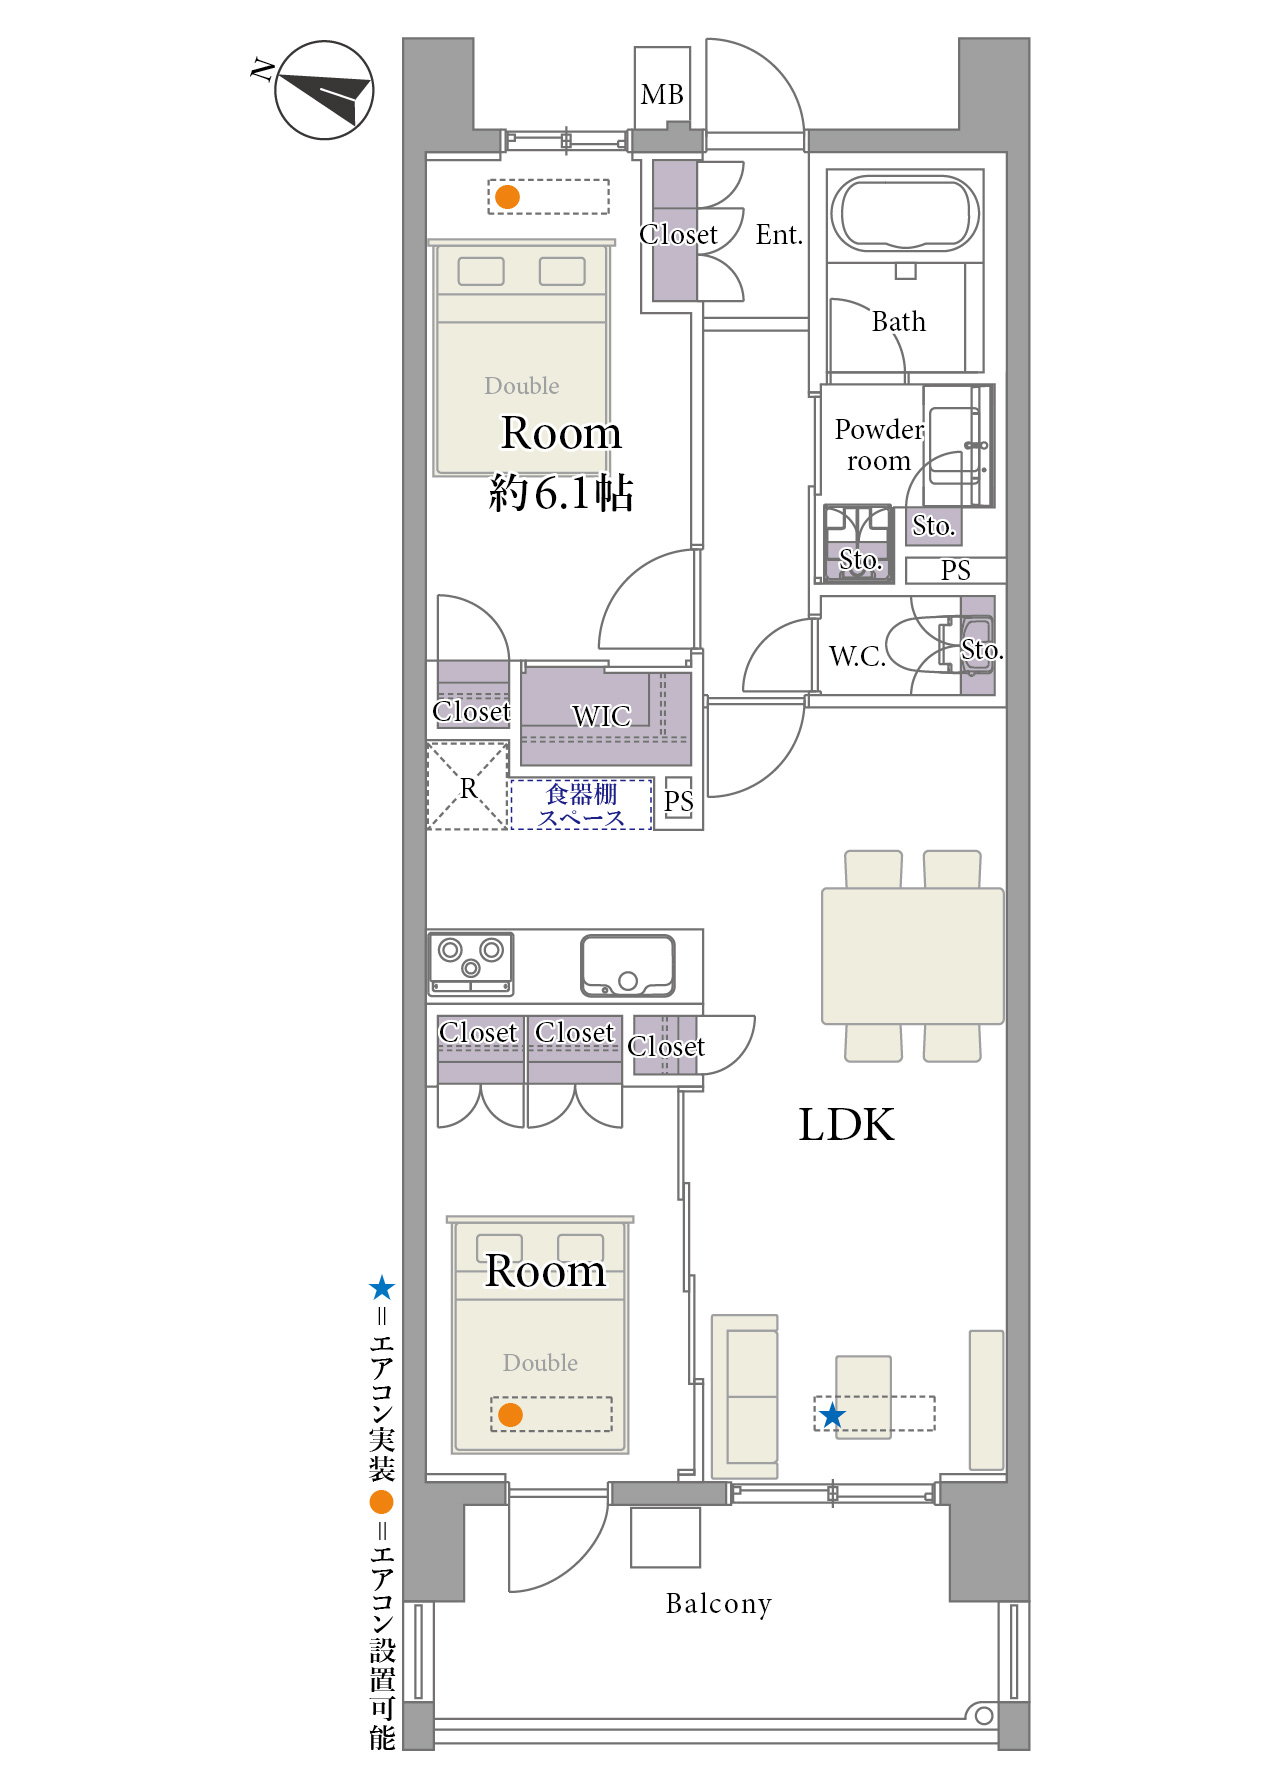 N
MB
Closet
Ent.
Bath
Double
Room
約6.1帖
Powder
room
Sto.
Sto.
PS
W.C.
Sto.
Closet
WIC
R
食器棚
スペース
PS
Closet
Closet
Closet
LDK
Room
Double
Balcony
★=エアコン実装 ●=エアコン設置可能